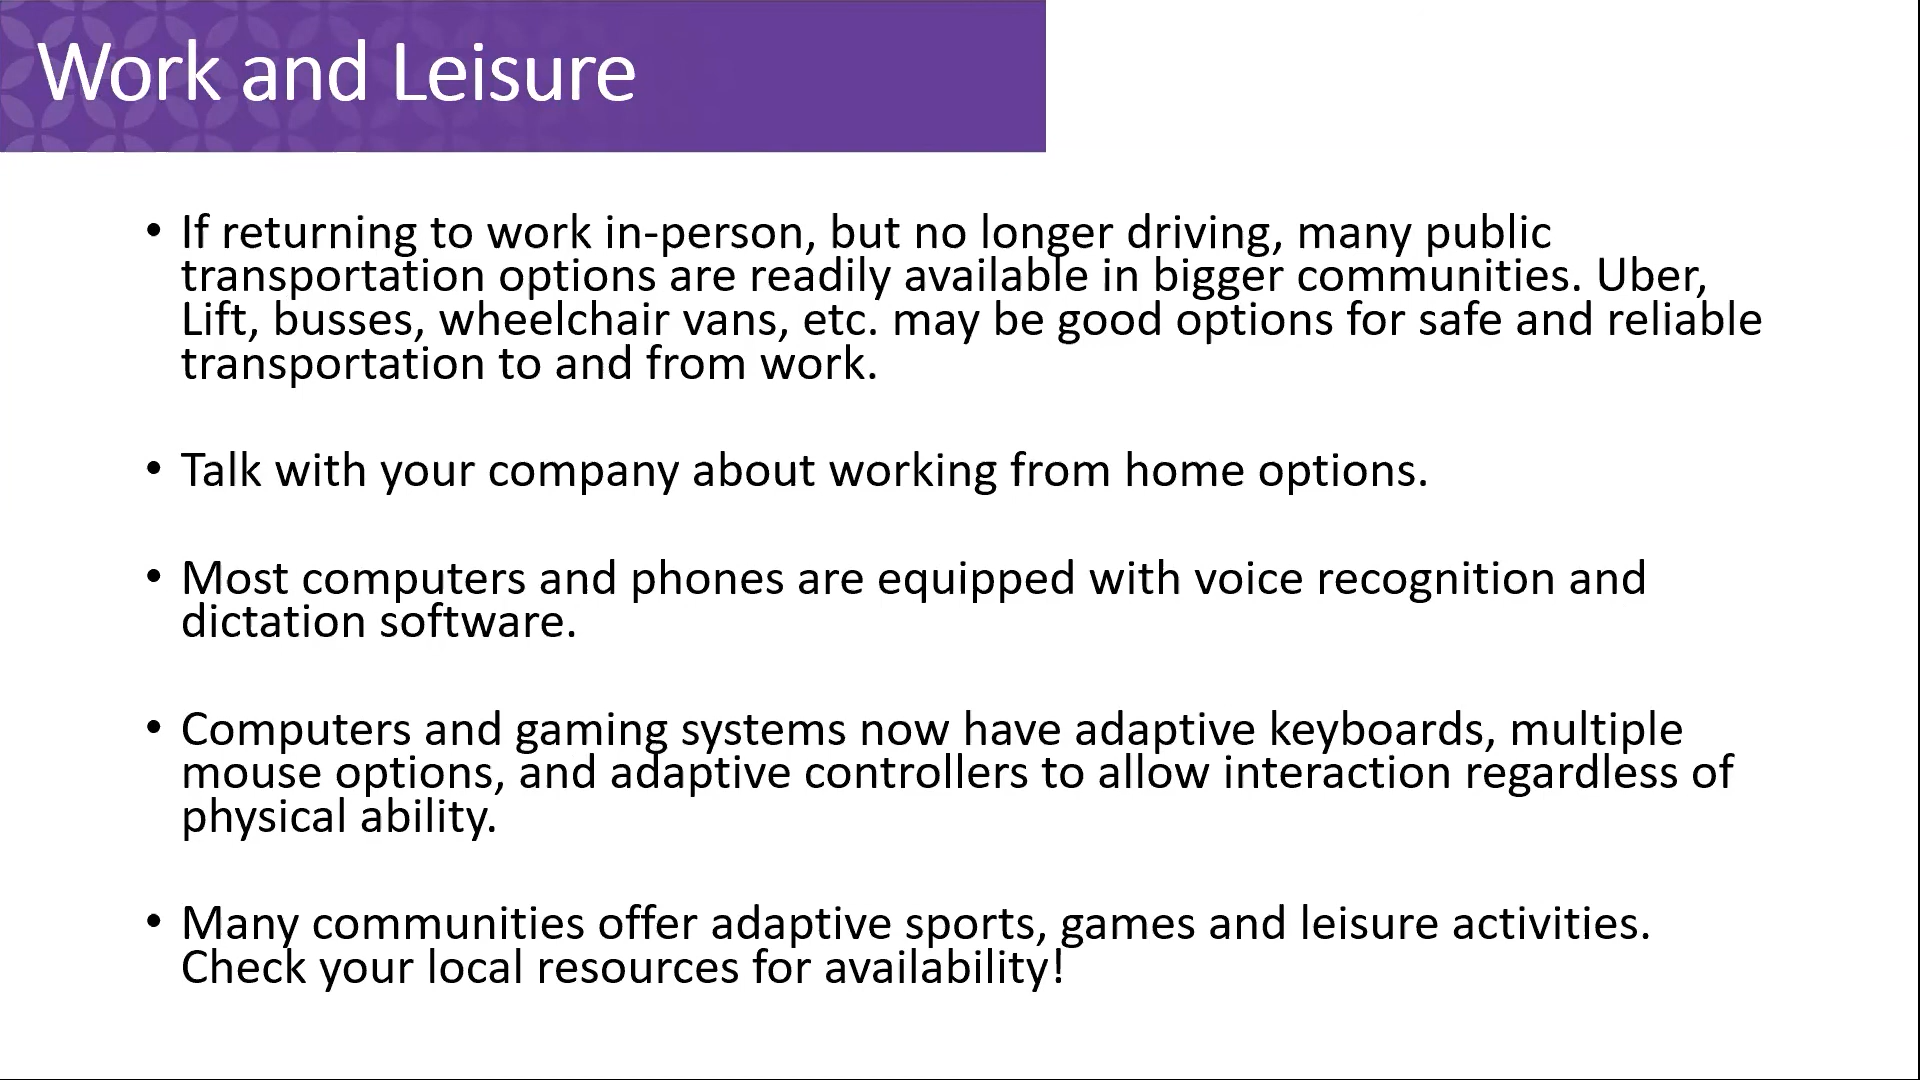 Work and Leisure
• If returning to work in-person, but no longer driving, many public
transportation options are readily available in bigger communities. Uber,
Lift, busses, wheelchair vans, etc. may be good options for safe and reliable
transportation to and from work.
• Talk with your company about working from home options.
• Most computers and phones are equipped with voice recognition and
dictation software.
• Computers and gaming systems now have adaptive keyboards, multiple
mouse options, and adaptive controllers to allow interaction regardless of
physical ability.
• Many communities offer adaptive sports, games and leisure activities.
Check your local resources for availability!